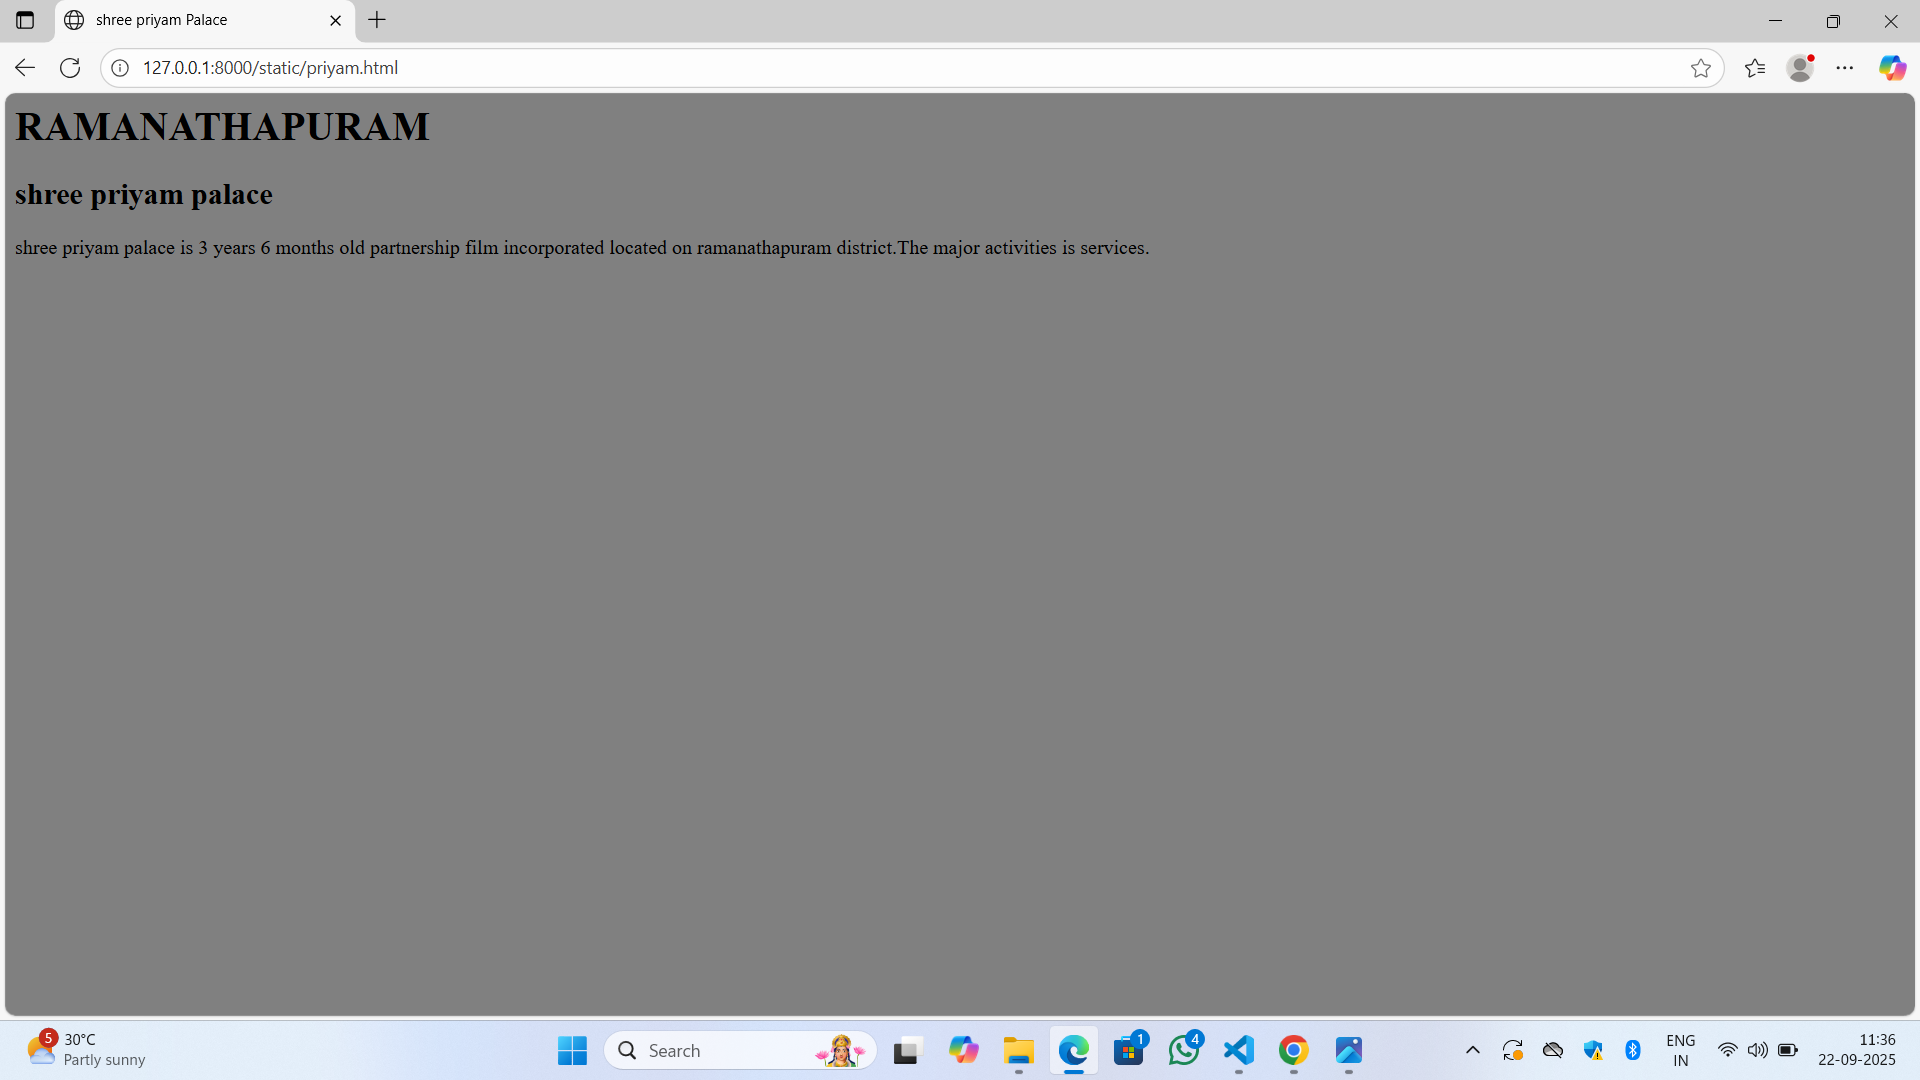 shree priyam Palace
127.0.0.1:8000/static/priyam.html
RAMANATHAPURAM
shree priyam palace
shree priyam palace is 3 years 6 months old partnership film incorporated located on ramanathapuram district.The major activities is services.
5
30°C
Partly sunny
Search
1
4
ENG
IN
11:36
22-09-2025